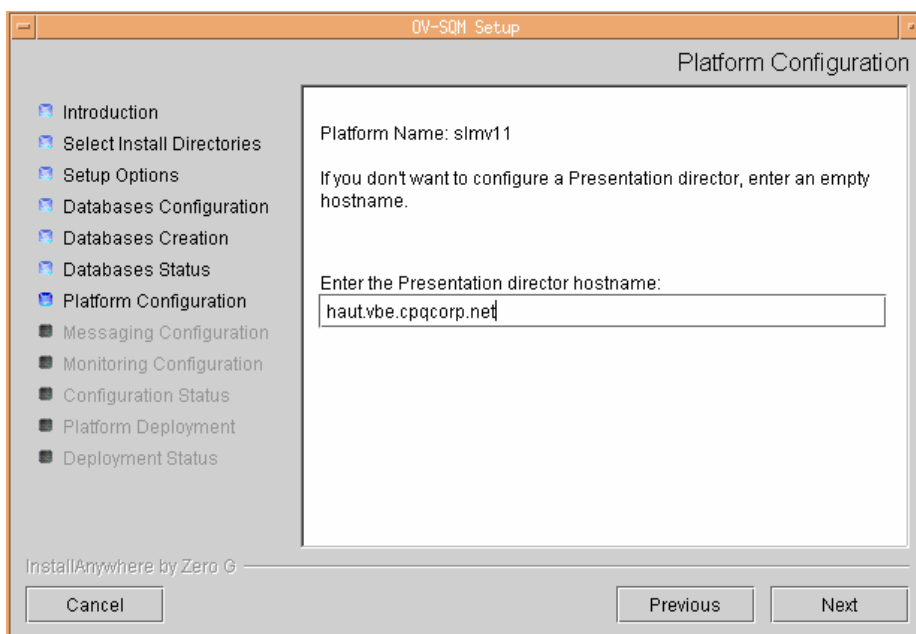 OV-SQM Setup
Platform Configuration
Introduction
Select Install Directories
Setup Options
Databases Configuration
Databases Creation
Databases Status
Platform Configuration
Messaging Configuration
Monitoring Configuration
Configuration Status
Platform Deployment
Deployment Status
Platform Name: slmv11
If you don't want to configure a Presentation director, enter an empty
hostname.
Enter the Presentation director hostname:
haut.vbe.cpqcorp.net
InstallAnywhere by Zero G
Cancel
Previous
Next